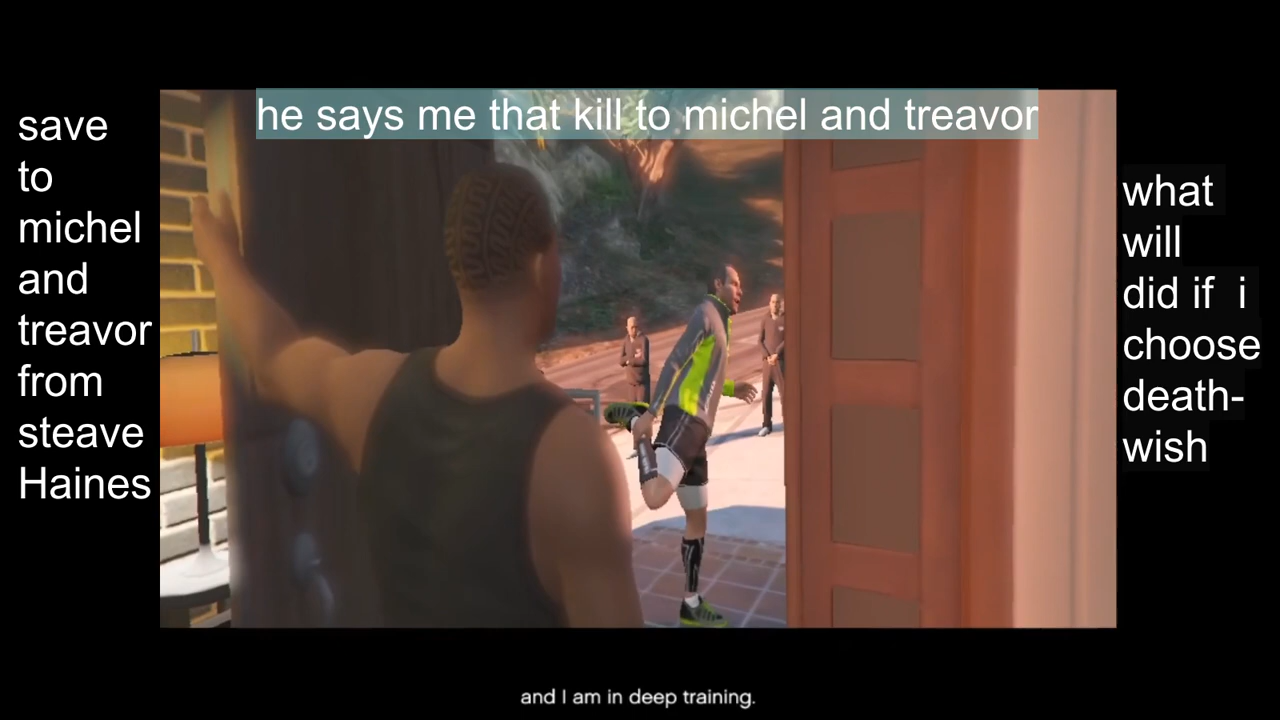 he says me that kill to michel and treavor
save
to
michel
and
treavor
from
steave
Haines
what
will
did if i
choose
death-
wish
and I am in deep training.